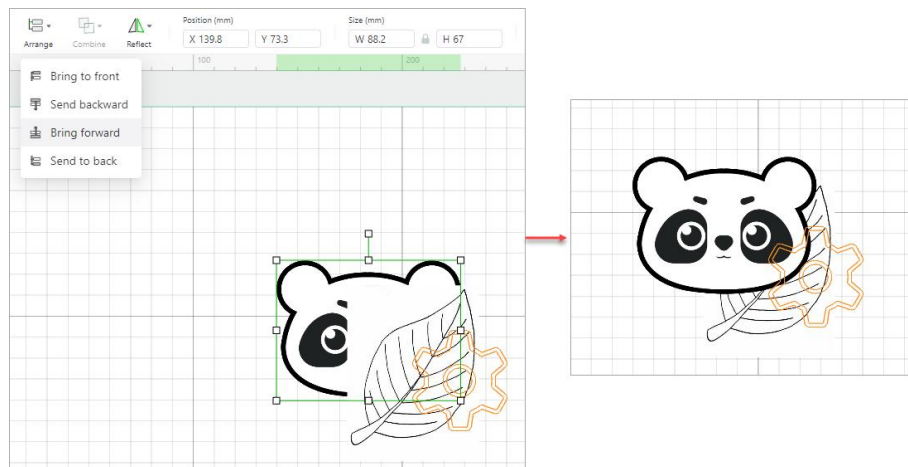 Position (mm)
Size (mm)
X 139.8
Y 73.3
W 88.2
H 67
Arrange
Combine
Reflect
100
200
Bring to front
Send backward
Bring forward
Send to back